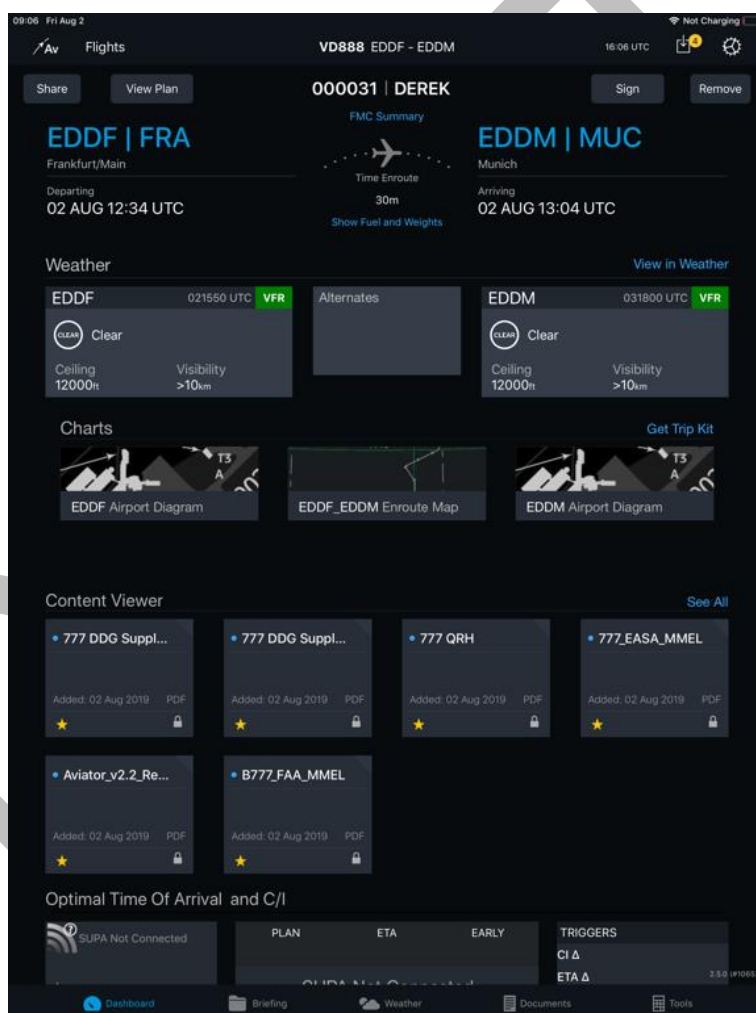 09:06 Fri Aug 2
Not Charging
Av Flights
VD888 EDDF - EDDM
16:06 UTC
4
Share
View Plan
000031 | DEREK
Sign
Remove
FMC Summary
EDDF | FRA
Frankfurt/Main
Departing
02 AUG 12:34 UTC
Time Enroute
30m
Show Fuel and Weights
EDDM | MUC
Munich
Arriving
02 AUG 13:04 UTC
Weather
View in Weather
EDDF 021550 UTC VFR
CLEAR Clear
Ceiling Visibility
12000ft >10km
Alternates
EDDM 031800 UTC VFR
CLEAR Clear
Ceiling Visibility
12000ft >10km
Charts
Get Trip Kit
T3
A
EDDF Airport Diagram
EDDF_EDDM Enroute Map
T3
A
EDDM Airport Diagram
Content Viewer
See All
777 DDG Suppl...
Added: 02 Aug 2019 PDF
777 DDG Suppl...
Added: 02 Aug 2019 PDF
777 QRH
Added: 02 Aug 2019 PDF
777_EASA_MMEL
Added: 02 Aug 2019 PDF
Aviator_v2.2_Re...
Added: 02 Aug 2019 PDF
B777_FAA_MMEL
Added: 02 Aug 2019 PDF
Optimal Time Of Arrival and C/I
? SUPA Not Connected
PLAN ETA EARLY
SUPA Not Connected
TRIGGERS
CI Δ
ETA Δ
Dashboard
Briefing
Weather
Documents
Tools